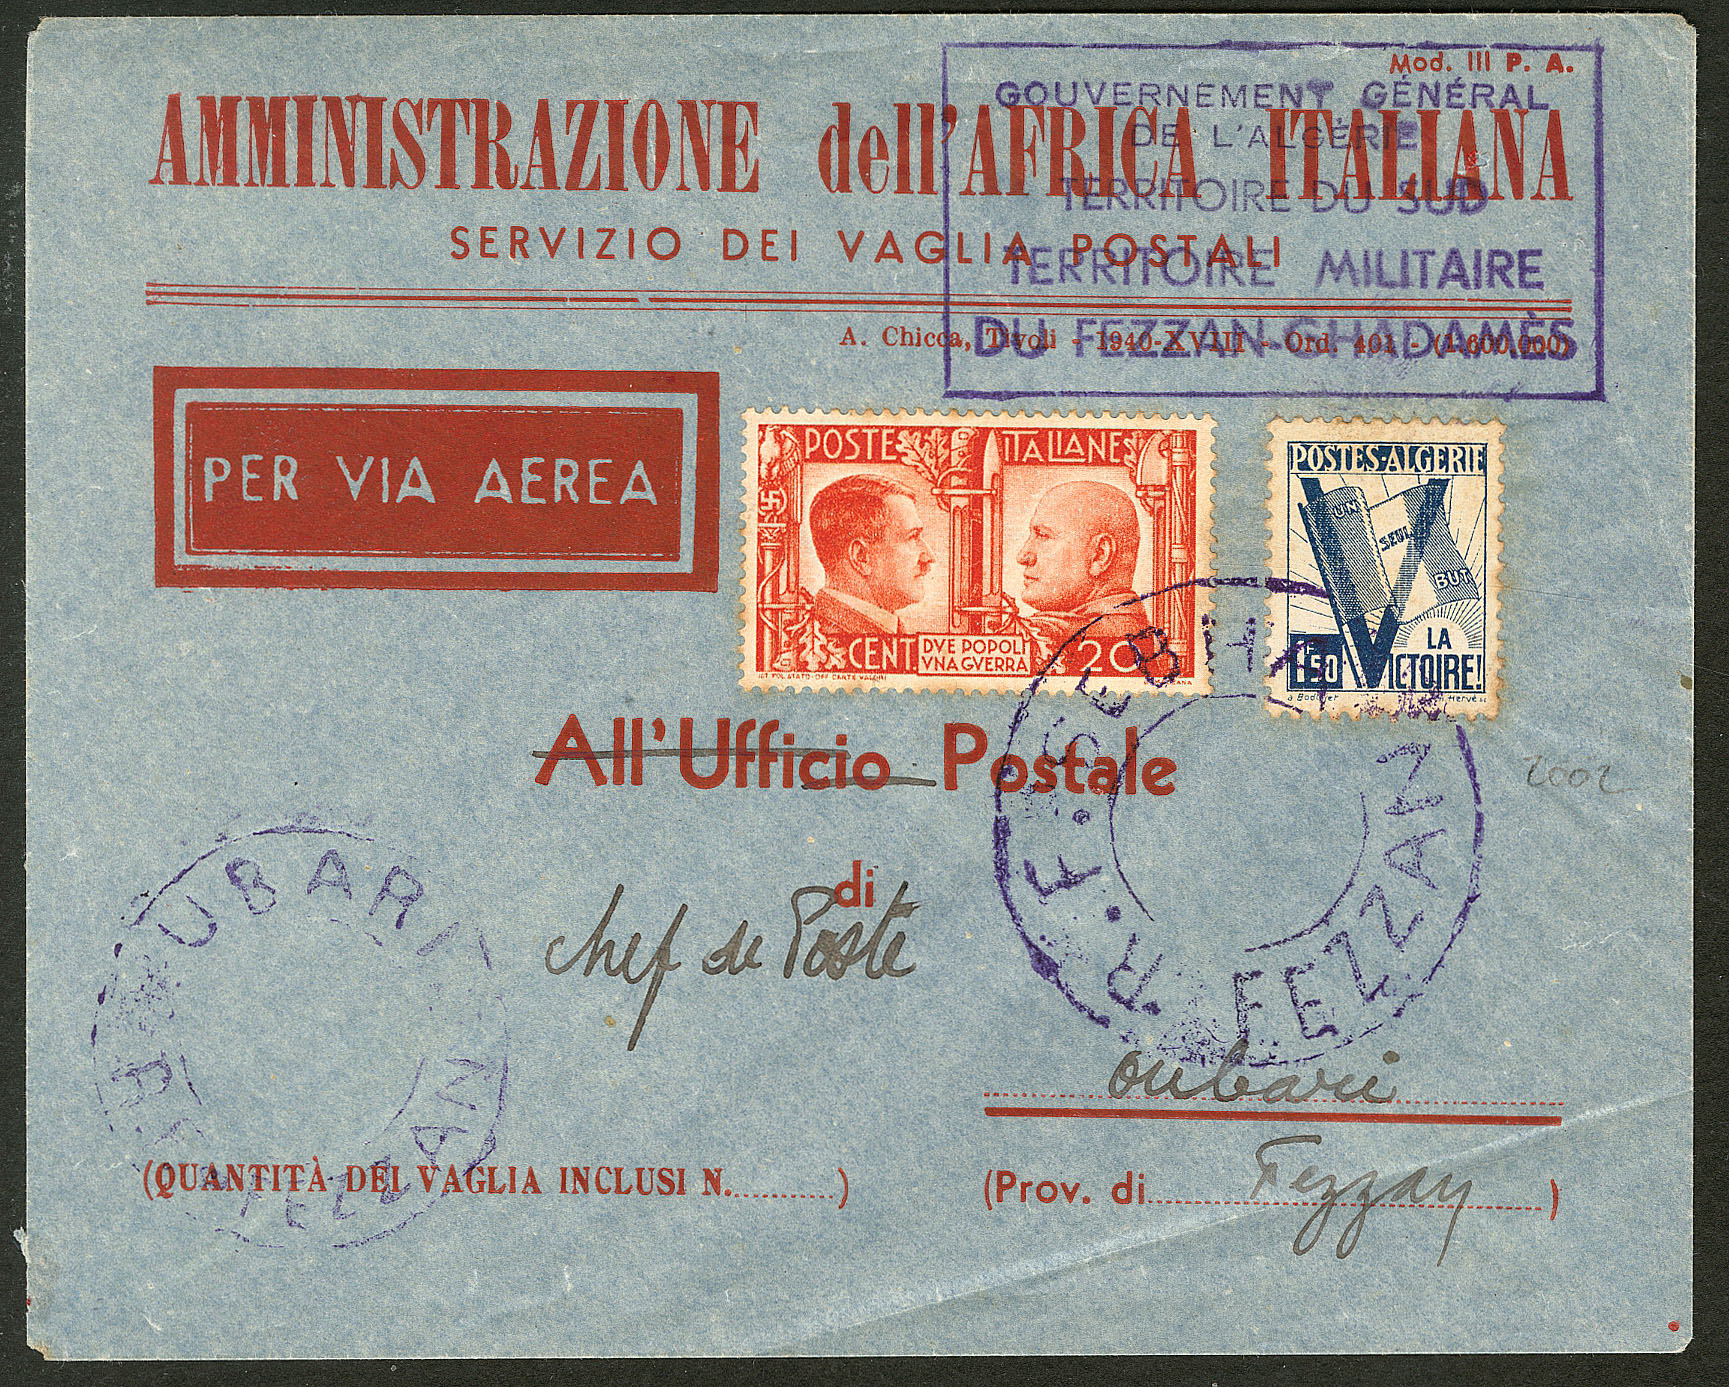 Mod. III P. A.
GOUVERNEMENT GÉNÉRAL
DE L'ALGÉRIE
AMMINISTRAZIONE dell'AFRICA ITALIANA
TERRITOIRE DU SUD
SERVIZIO DEI VAGLIA POSTALI
TERRITOIRE MILITAIRE
DU FEZZAN-GHADAMÈS
A. Chicca, Tivoli - 1940-XVIII - Ord. 401 - (1.600.000)
PER VIA AEREA
POSTE ITALIANE
CENT 20
DVE POPOLI
VNA GVERRA
POSTES-ALGERIE
UN
SEUL
BUT
LA
VICTOIRE!
1F50
All'Ufficio Postale
R.F. SEBHA
FEZZAN
2002
di
chef de Poste
UBARI
FEZZAN
oubari
(QUANTITÀ DEI VAGLIA INCLUSI N. )
(Prov. di Fezzan )